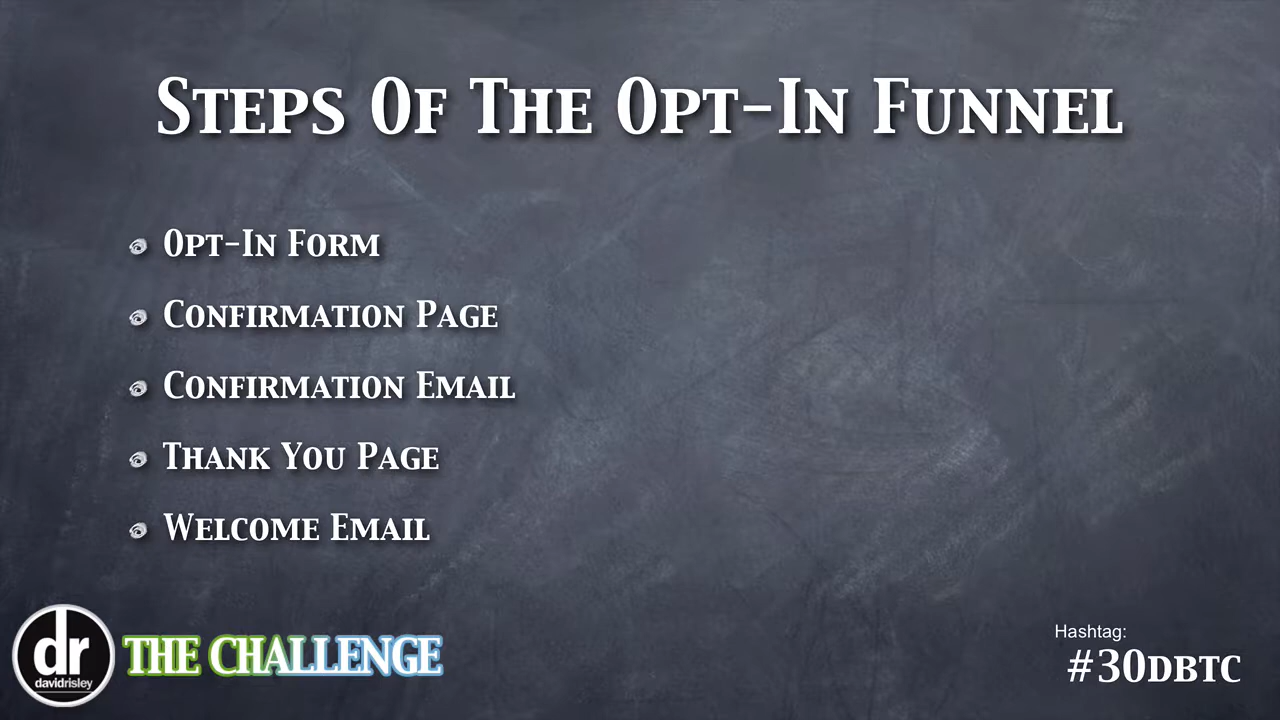 Steps Of The Opt-In Funnel
Opt-In Form
Confirmation Page
Confirmation Email
Thank You Page
Welcome Email
dr
davidrisley
THE CHALLENGE
Hashtag:
#30DBTC